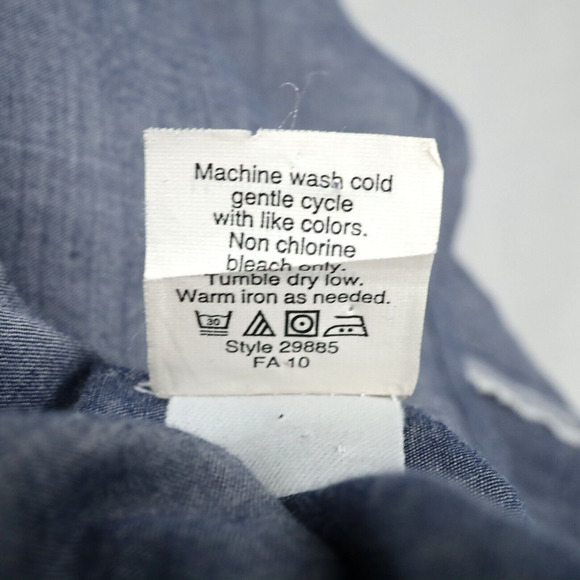 Machine wash cold
gentle cycle
with like colors.
Non chlorine
bleach only.
Tumble dry low.
Warm iron as needed.
30
Style 29885
FA 10